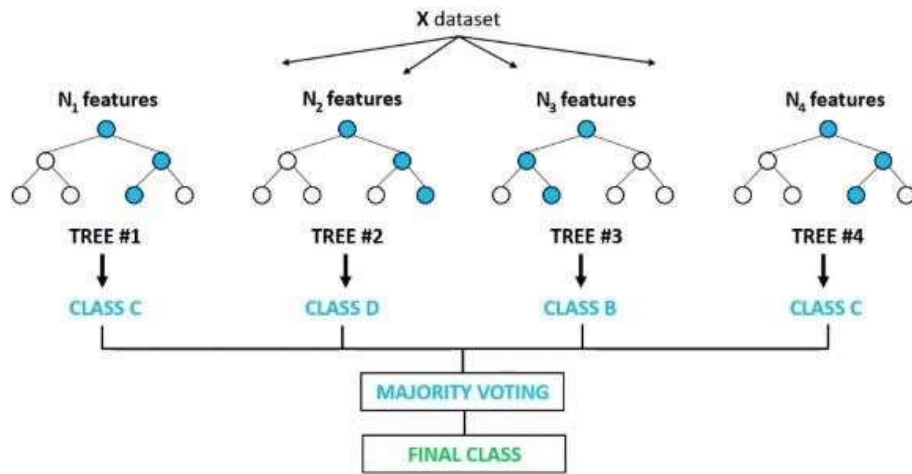 X dataset
N₁ features N₂ features N₃ features N₄ features
TREE #1 TREE #2 TREE #3 TREE #4
CLASS C CLASS D CLASS B CLASS C
MAJORITY VOTING
FINAL CLASS